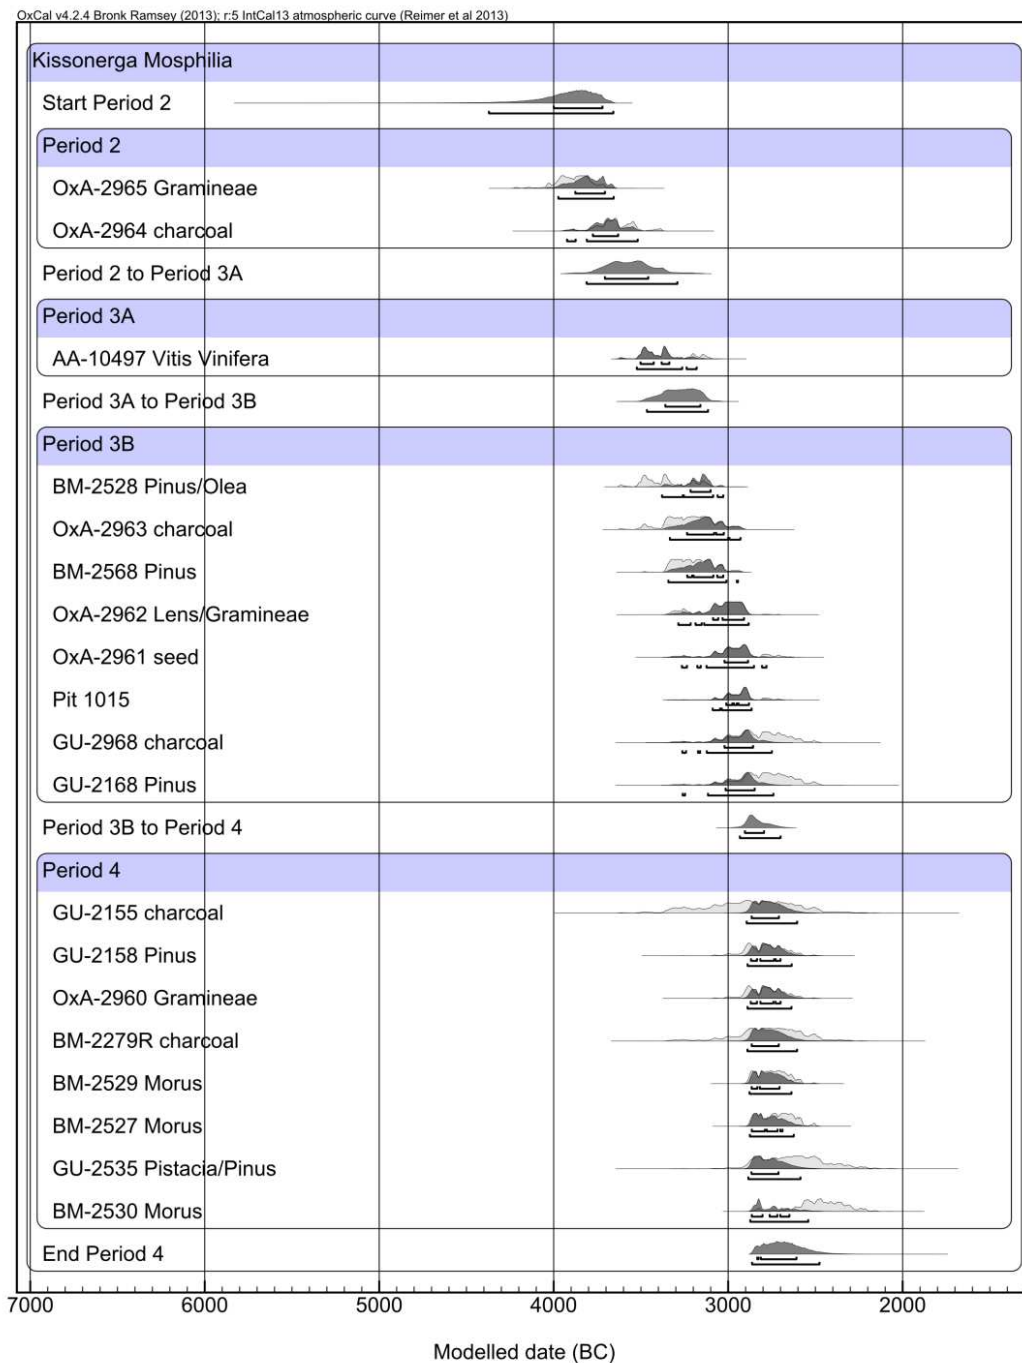 OxCal v4.2.4 Bronk Ramsey (2013); r:5 IntCal13 atmospheric curve (Reimer et al 2013)
Kissonerga Mosphilia
Start Period 2
Period 2
OxA-2965 Gramineae
OxA-2964 charcoal
Period 2 to Period 3A
Period 3A
AA-10497 Vitis Vinifera
Period 3A to Period 3B
Period 3B
BM-2528 Pinus/Olea
OxA-2963 charcoal
BM-2568 Pinus
OxA-2962 Lens/Gramineae
OxA-2961 seed
Pit 1015
GU-2968 charcoal
GU-2168 Pinus
Period 3B to Period 4
Period 4
GU-2155 charcoal
GU-2158 Pinus
OxA-2960 Gramineae
BM-2279R charcoal
BM-2529 Morus
BM-2527 Morus
GU-2535 Pistacia/Pinus
BM-2530 Morus
End Period 4
7000 6000 5000 4000 3000 2000
Modelled date (BC)